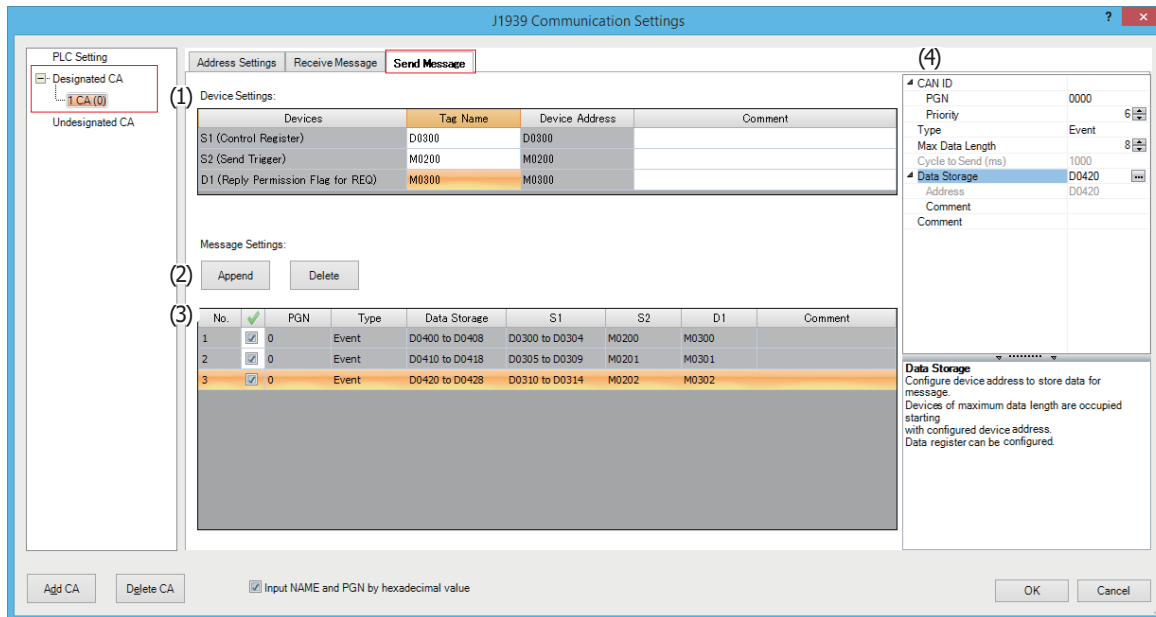 J1939 Communication Settings
? ×
PLC Setting
Designated CA
1 CA (0)
Undesignated CA
Address Settings Receive Message Send Message
(1) Device Settings:
Devices Tag Name Device Address Comment
S1 (Control Register) D0300 D0300
S2 (Send Trigger) M0200 M0200
D1 (Reply Permission Flag for REQ) M0300 M0300
Message Settings:
(2) Append Delete
(3) No. PGN Type Data Storage S1 S2 D1 Comment
1 0 Event D0400 to D0408 D0300 to D0304 M0200 M0300
2 0 Event D0410 to D0418 D0305 to D0309 M0201 M0301
3 0 Event D0420 to D0428 D0310 to D0314 M0202 M0302
(4)
CAN ID
PGN 0000
Priority 6
Type Event
Max Data Length 8
Cycle to Send (ms) 1000
Data Storage D0420 ...
Address D0420
Comment
Comment
Data Storage
Configure device address to store data for
message.
Devices of maximum data length are occupied
starting
with configured device address.
Data register can be configured.
Add CA Delete CA Input NAME and PGN by hexadecimal value OK Cancel